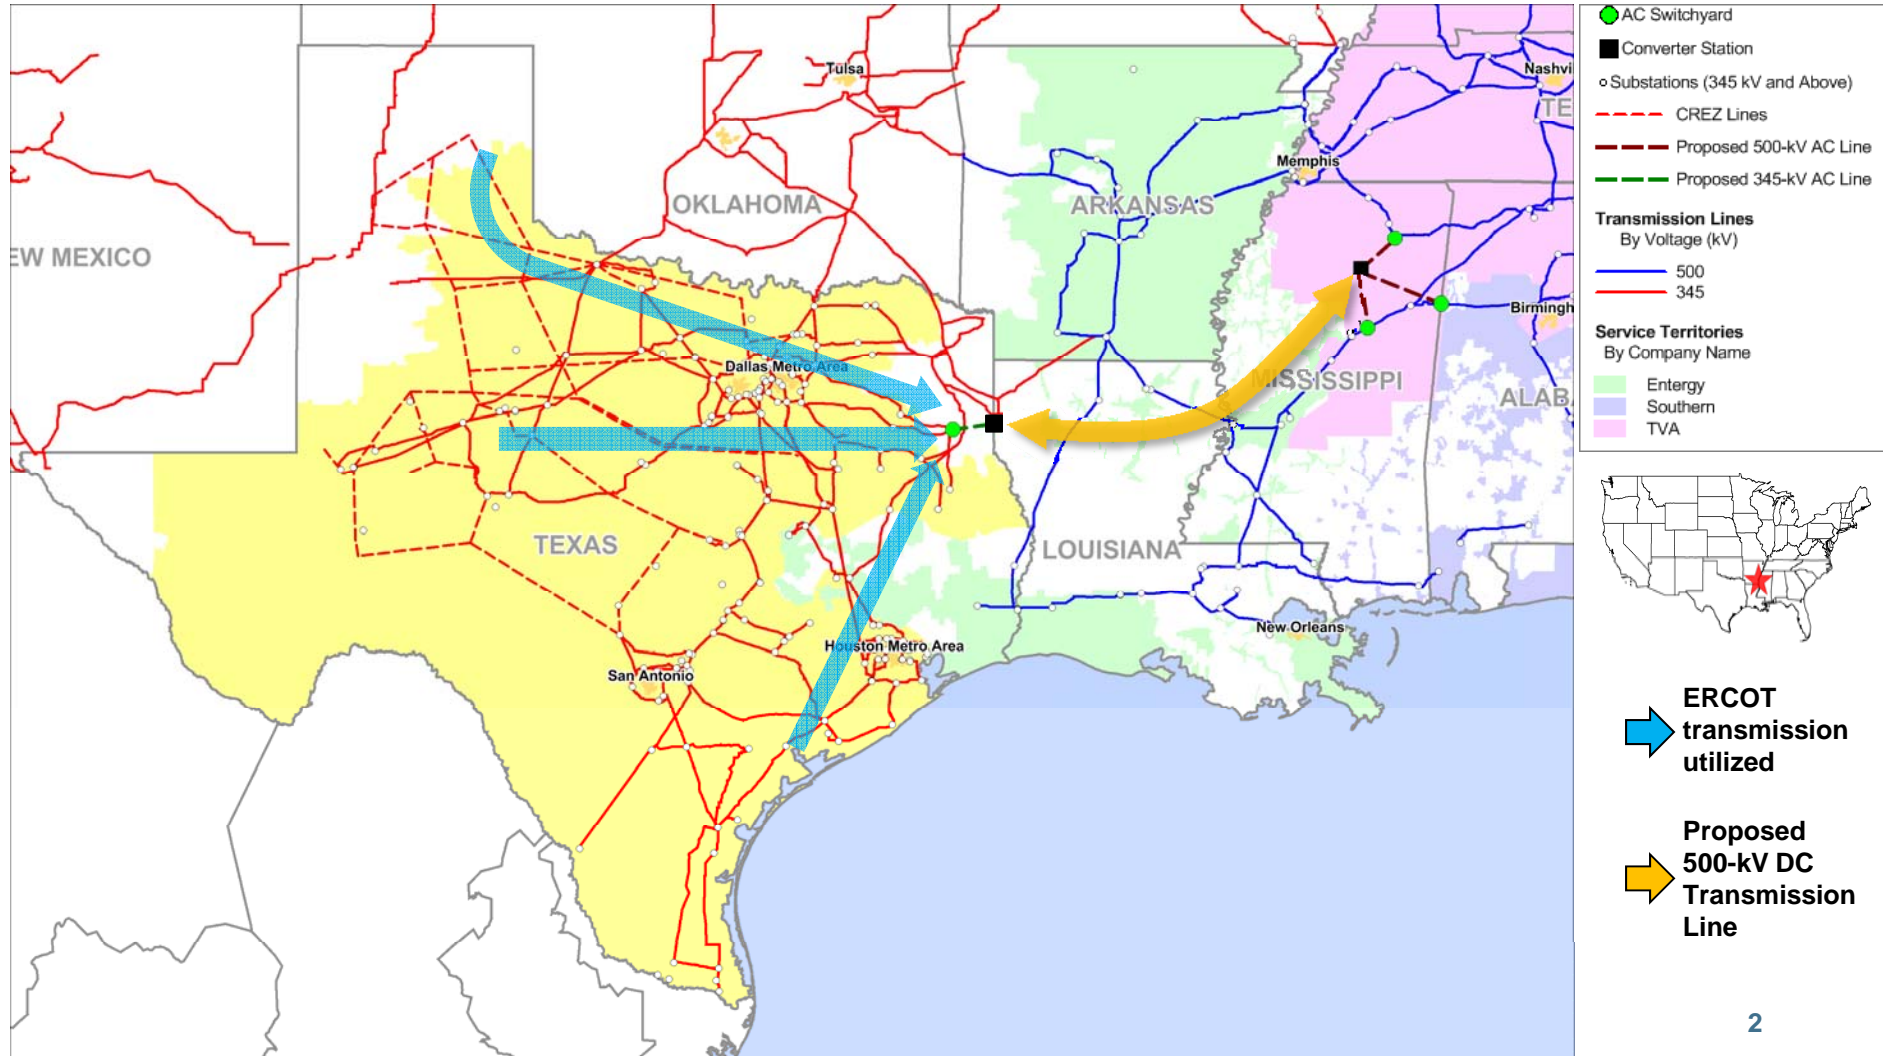 Tulsa
OKLAHOMA
ARKANSAS
Memphis
Nashvi
TE
EW MEXICO
Birmingh
Dallas Metro Area
MISSISSIPPI
ALAB
TEXAS
LOUISIANA
New Orleans
Houston Metro Area
San Antonio
AC Switchyard
Converter Station
Substations (345 kV and Above)
CREZ Lines
Proposed 500-kV AC Line
Proposed 345-kV AC Line
Transmission Lines
By Voltage (kV)
500
345
Service Territories
By Company Name
Entergy
Southern
TVA
ERCOT
transmission
utilized
Proposed
500-kV DC
Transmission
Line
2